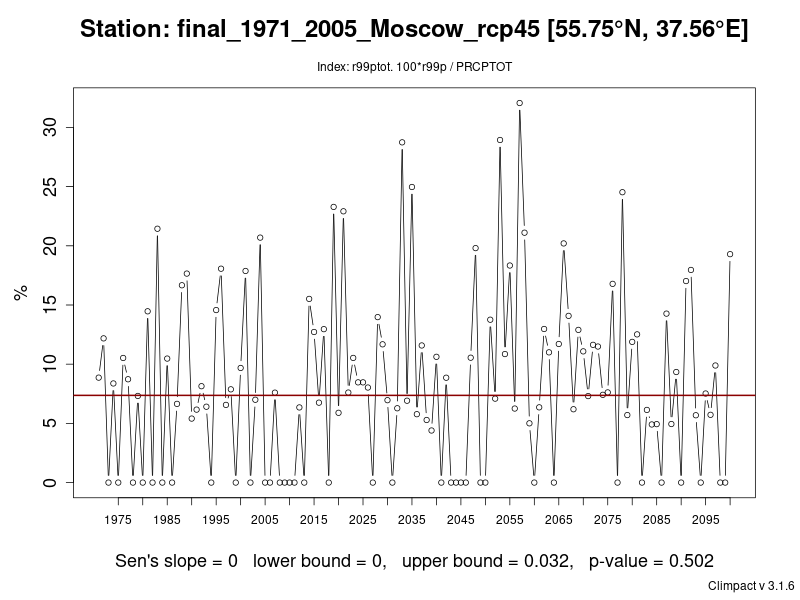 Station: final_1971_2005_Moscow_rcp45 [55.75°N, 37.56°E]
Index: r99ptot. 100*r99p / PRCPTOT
%
30
25
20
15
10
5
0
1975 1985 1995 2005 2015 2025 2035 2045 2055 2065 2075 2085 2095
Sen's slope = 0 lower bound = 0, upper bound = 0.032, p-value = 0.502
Climpact v 3.1.6